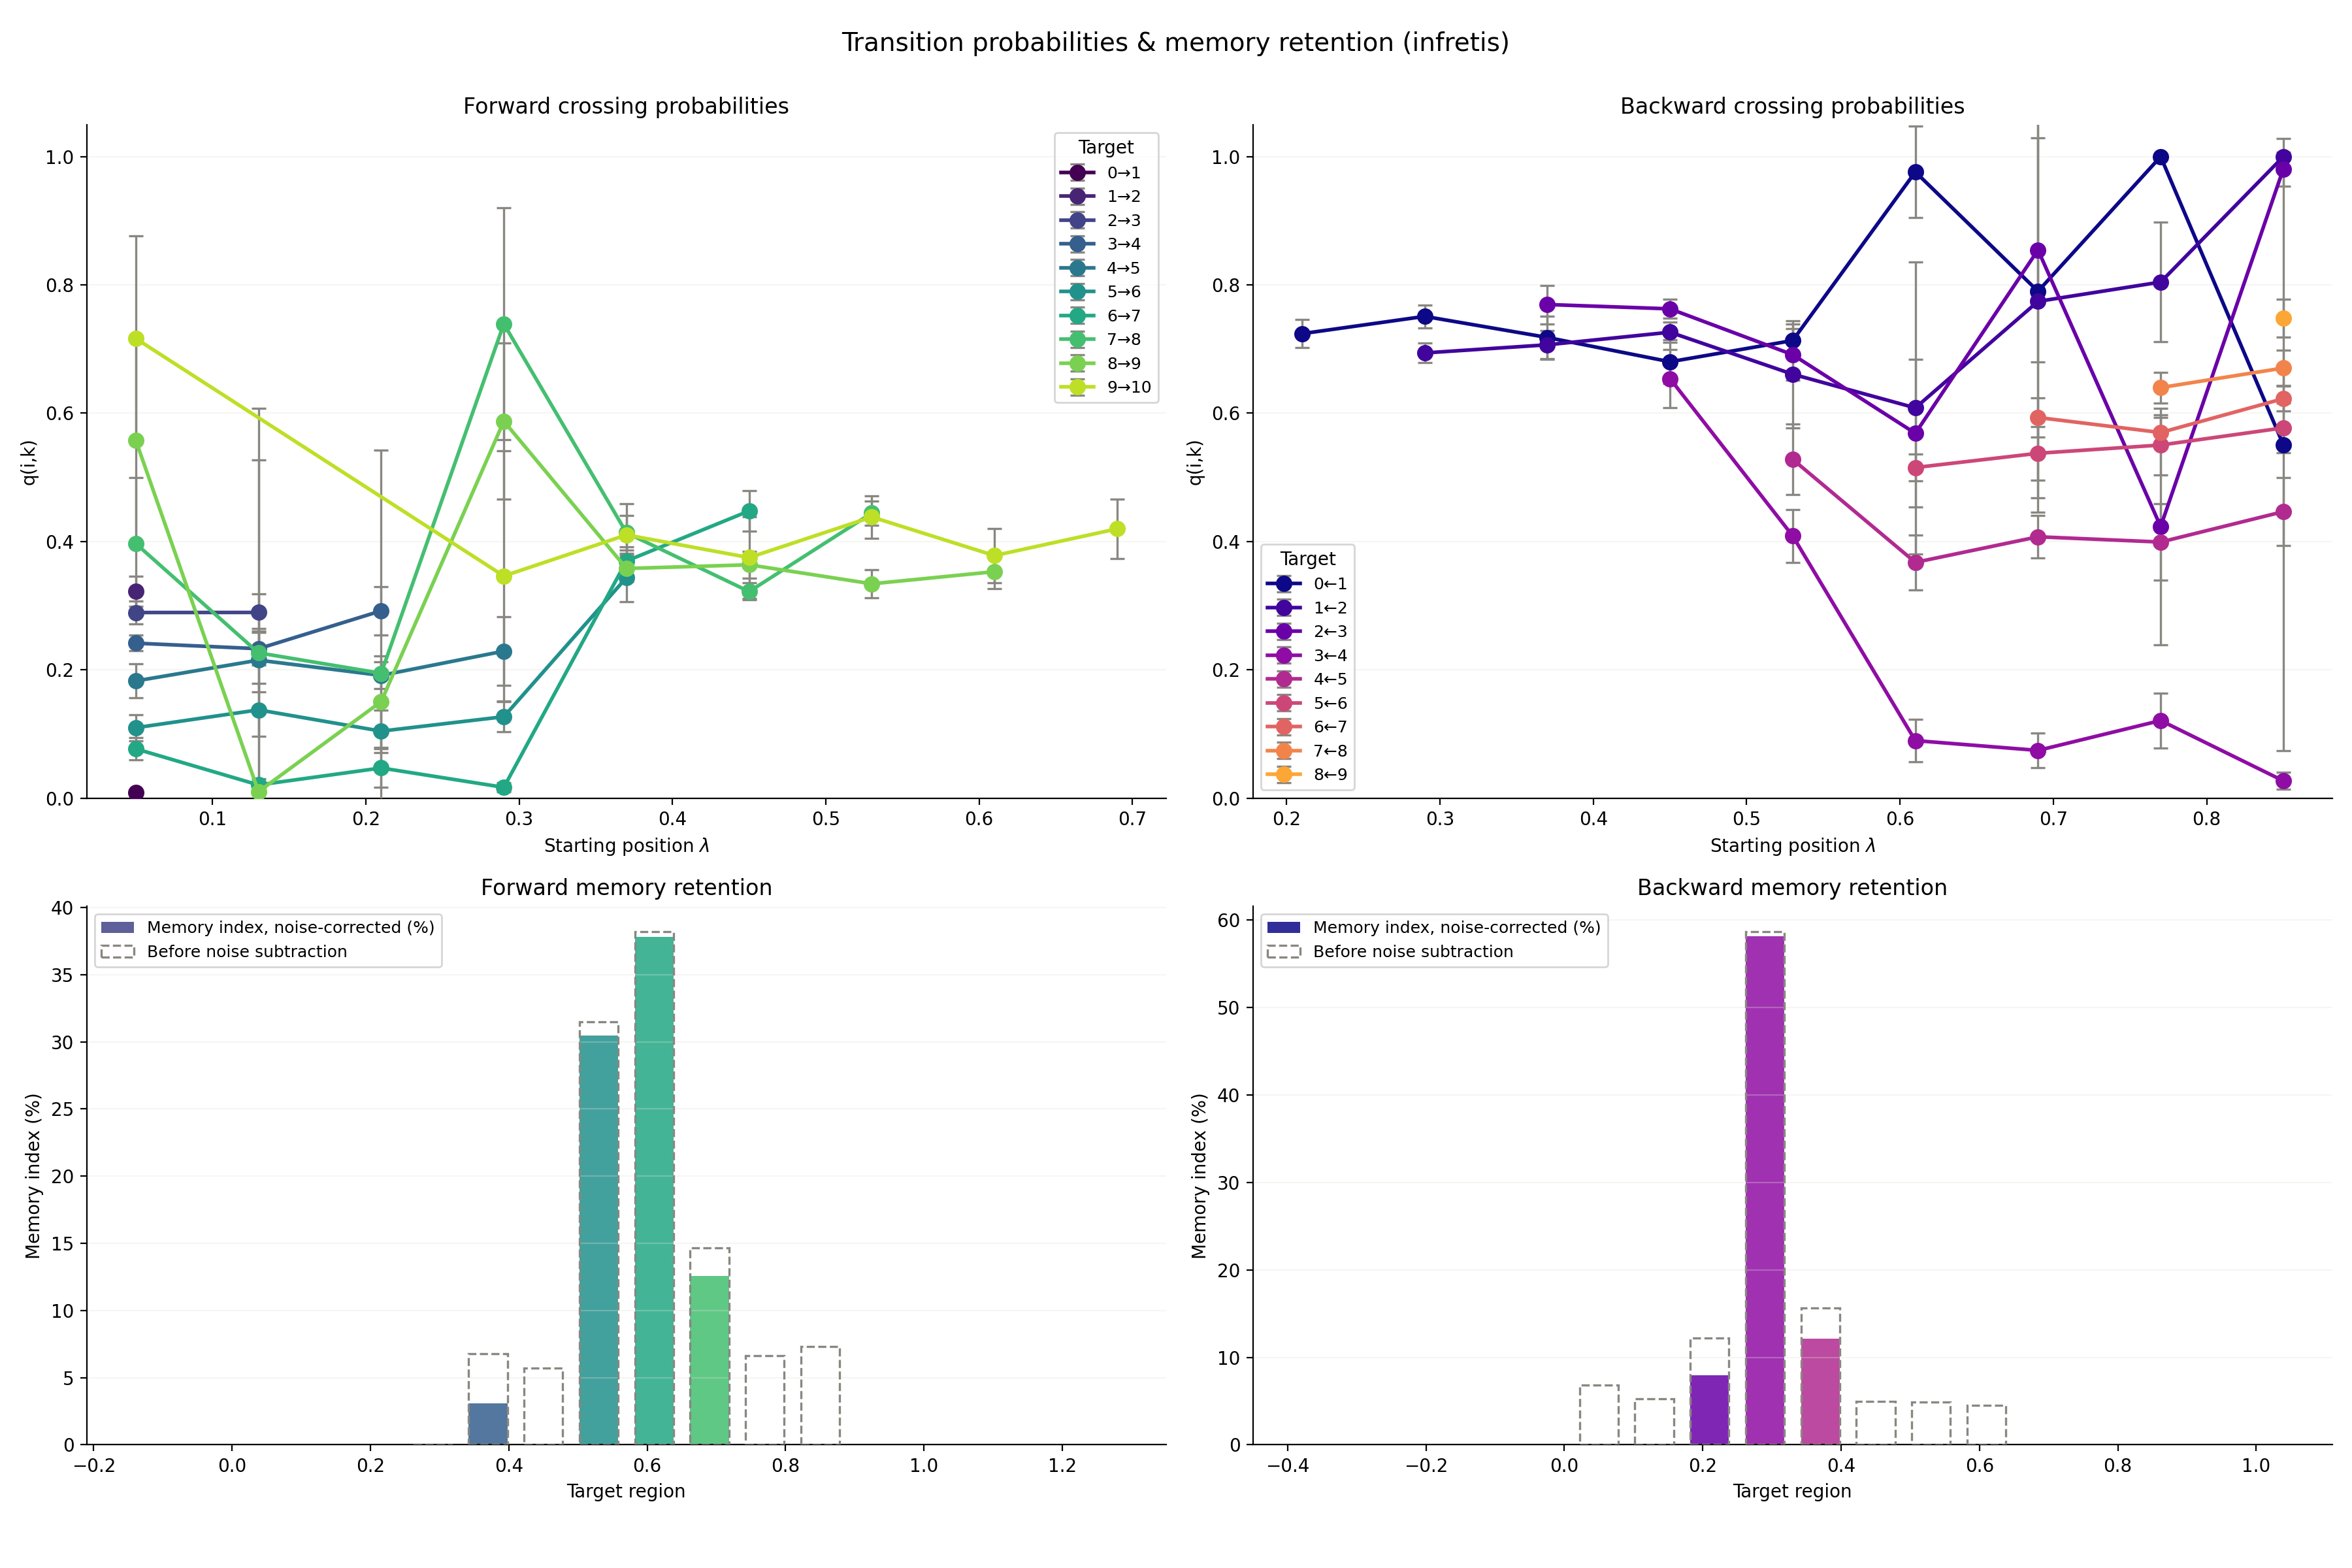 Transition probabilities & memory retention (infretis)
Forward crossing probabilities
q(i,k)
1.0
0.8
0.6
0.4
0.2
0.0
0.1 0.2 0.3 0.4 0.5 0.6 0.7
Starting position λ
Target
0→1
1→2
2→3
3→4
4→5
5→6
6→7
7→8
8→9
9→10
Backward crossing probabilities
q(i,k)
1.0
0.8
0.6
0.4
0.2
0.0
0.2 0.3 0.4 0.5 0.6 0.7 0.8
Starting position λ
Target
0←1
1←2
2←3
3←4
4←5
5←6
6←7
7←8
8←9
Forward memory retention
Memory index (%)
40
35
30
25
20
15
10
5
0
−0.2 0.0 0.2 0.4 0.6 0.8 1.0 1.2
Target region
Memory index, noise-corrected (%)
Before noise subtraction
Backward memory retention
Memory index (%)
60
50
40
30
20
10
0
−0.4 −0.2 0.0 0.2 0.4 0.6 0.8 1.0
Target region
Memory index, noise-corrected (%)
Before noise subtraction